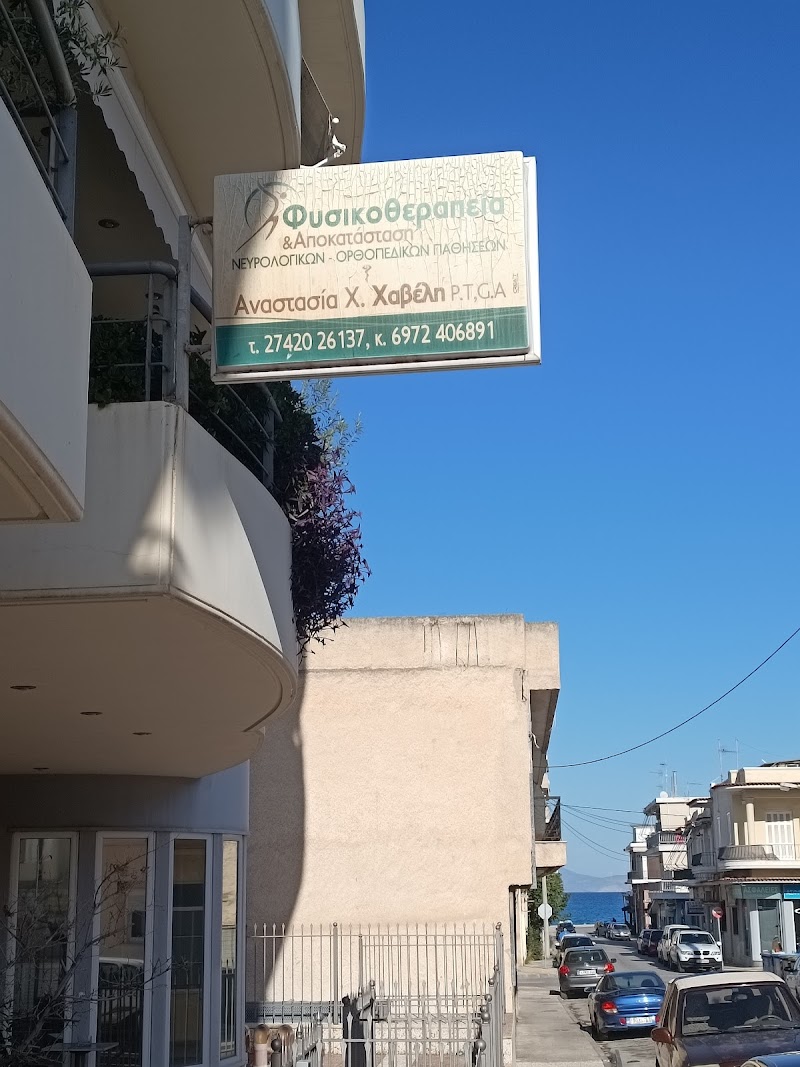 Φυσικοθεραπεία
& Αποκατάσταση
ΝΕΥΡΟΛΟΓΙΚΩΝ - ΟΡΘΟΠΕΔΙΚΩΝ ΠΑΘΗΣΕΩΝ
Αναστασία Χ. Χαβέλη P.T,G.A
τ. 27420 26137, κ. 6972 406891